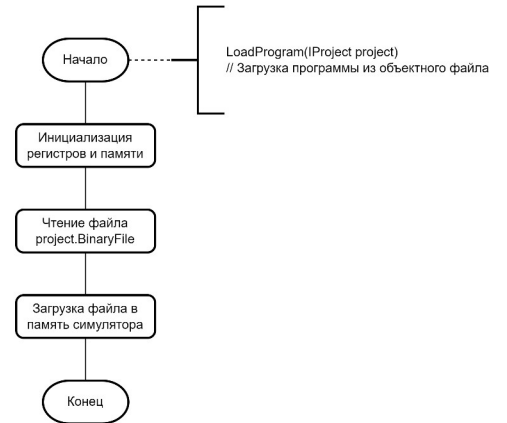 Начало
LoadProgram(IProject project)
// Загрузка программы из объектного файла
Инициализация
регистров и памяти
Чтение файла
project.BinaryFile
Загрузка файла в
память симулятора
Конец